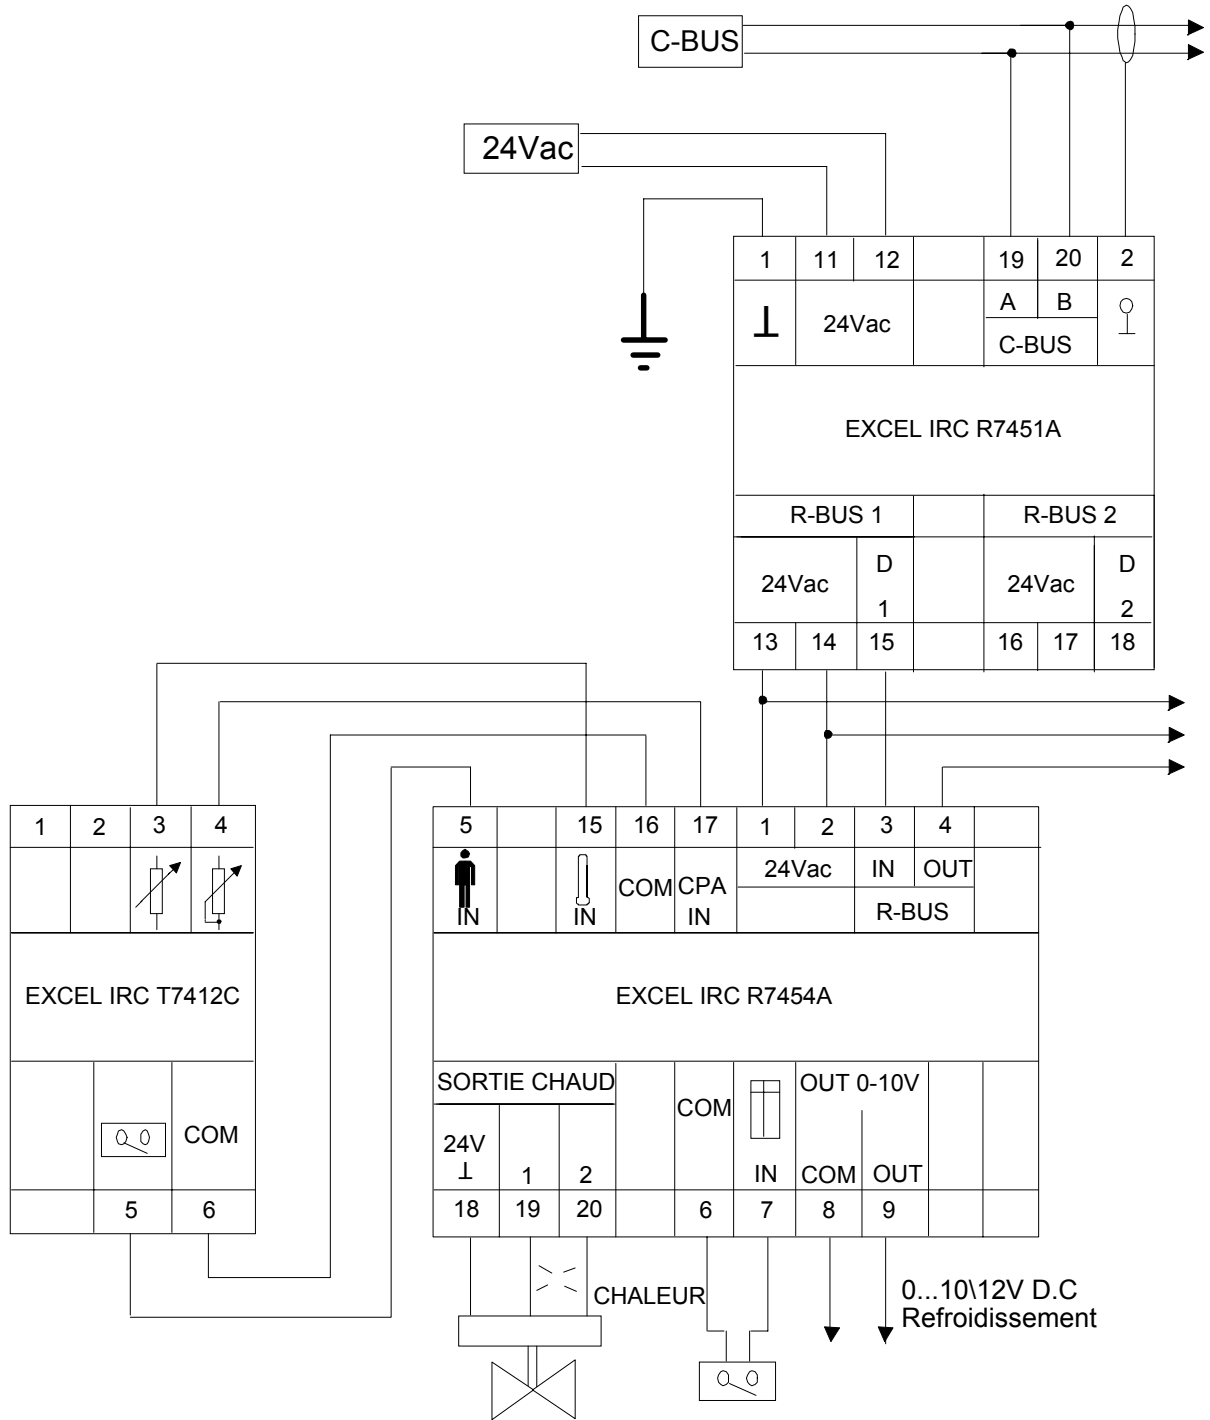 C-BUS
24Vac
1 11 12 19 20 2
A B
24Vac
C-BUS
EXCEL IRC R7451A
R-BUS 1 R-BUS 2
24Vac D 1 24Vac D 2
13 14 15 16 17 18
1 2 3 4
EXCEL IRC T7412C
COM
5 6
5 15 16 17 1 2 3 4
IN IN COM CPA IN 24Vac IN OUT
R-BUS
EXCEL IRC R7454A
SORTIE CHAUD COM OUT 0-10V
24V 1 2 IN COM OUT
18 19 20 6 7 8 9
CHALEUR
0...10\12V D.C
Refroidissement